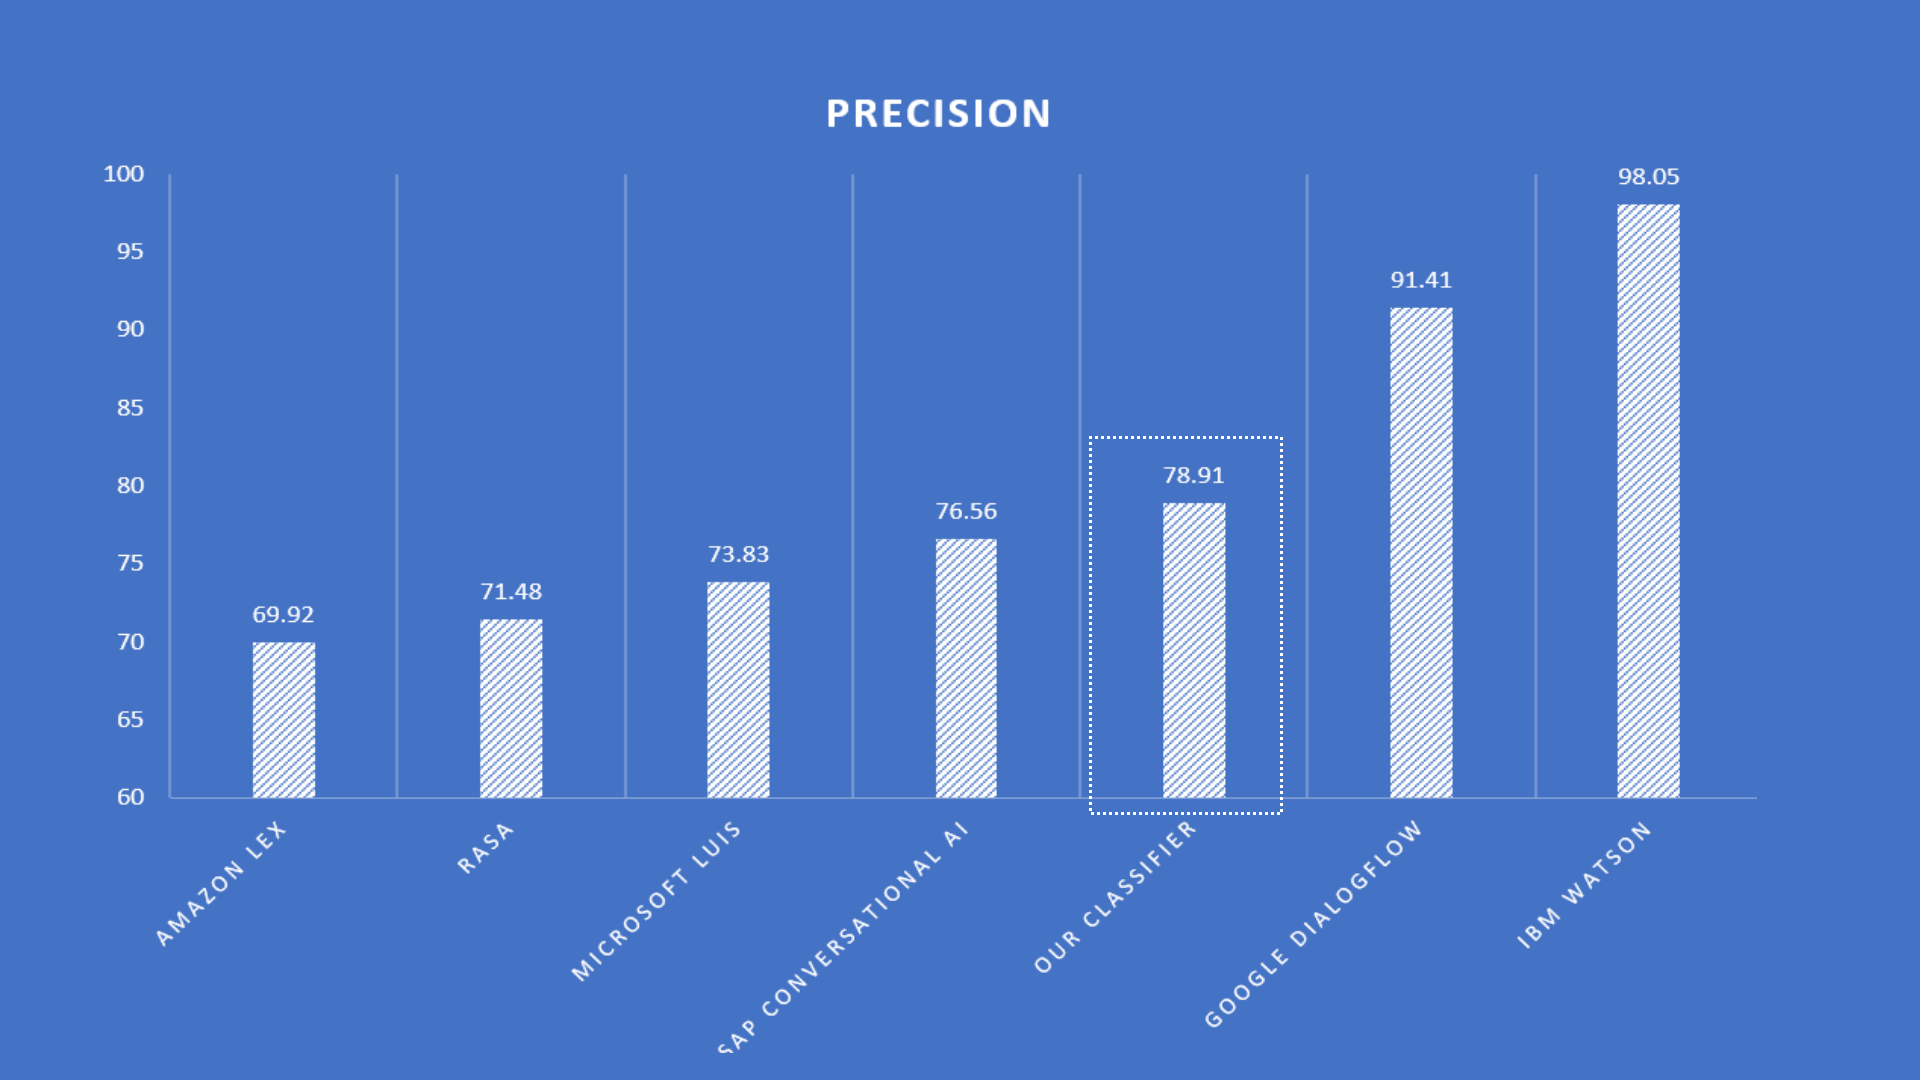 PRECISION
100
95
90
85
80
75
70
65
60
69.92
71.48
73.83
76.56
78.91
91.41
98.05
AMAZON LEX
RASA
MICROSOFT LUIS
SAP CONVERSATIONAL AI
OUR CLASSIFIER
GOOGLE DIALOGFLOW
IBM WATSON